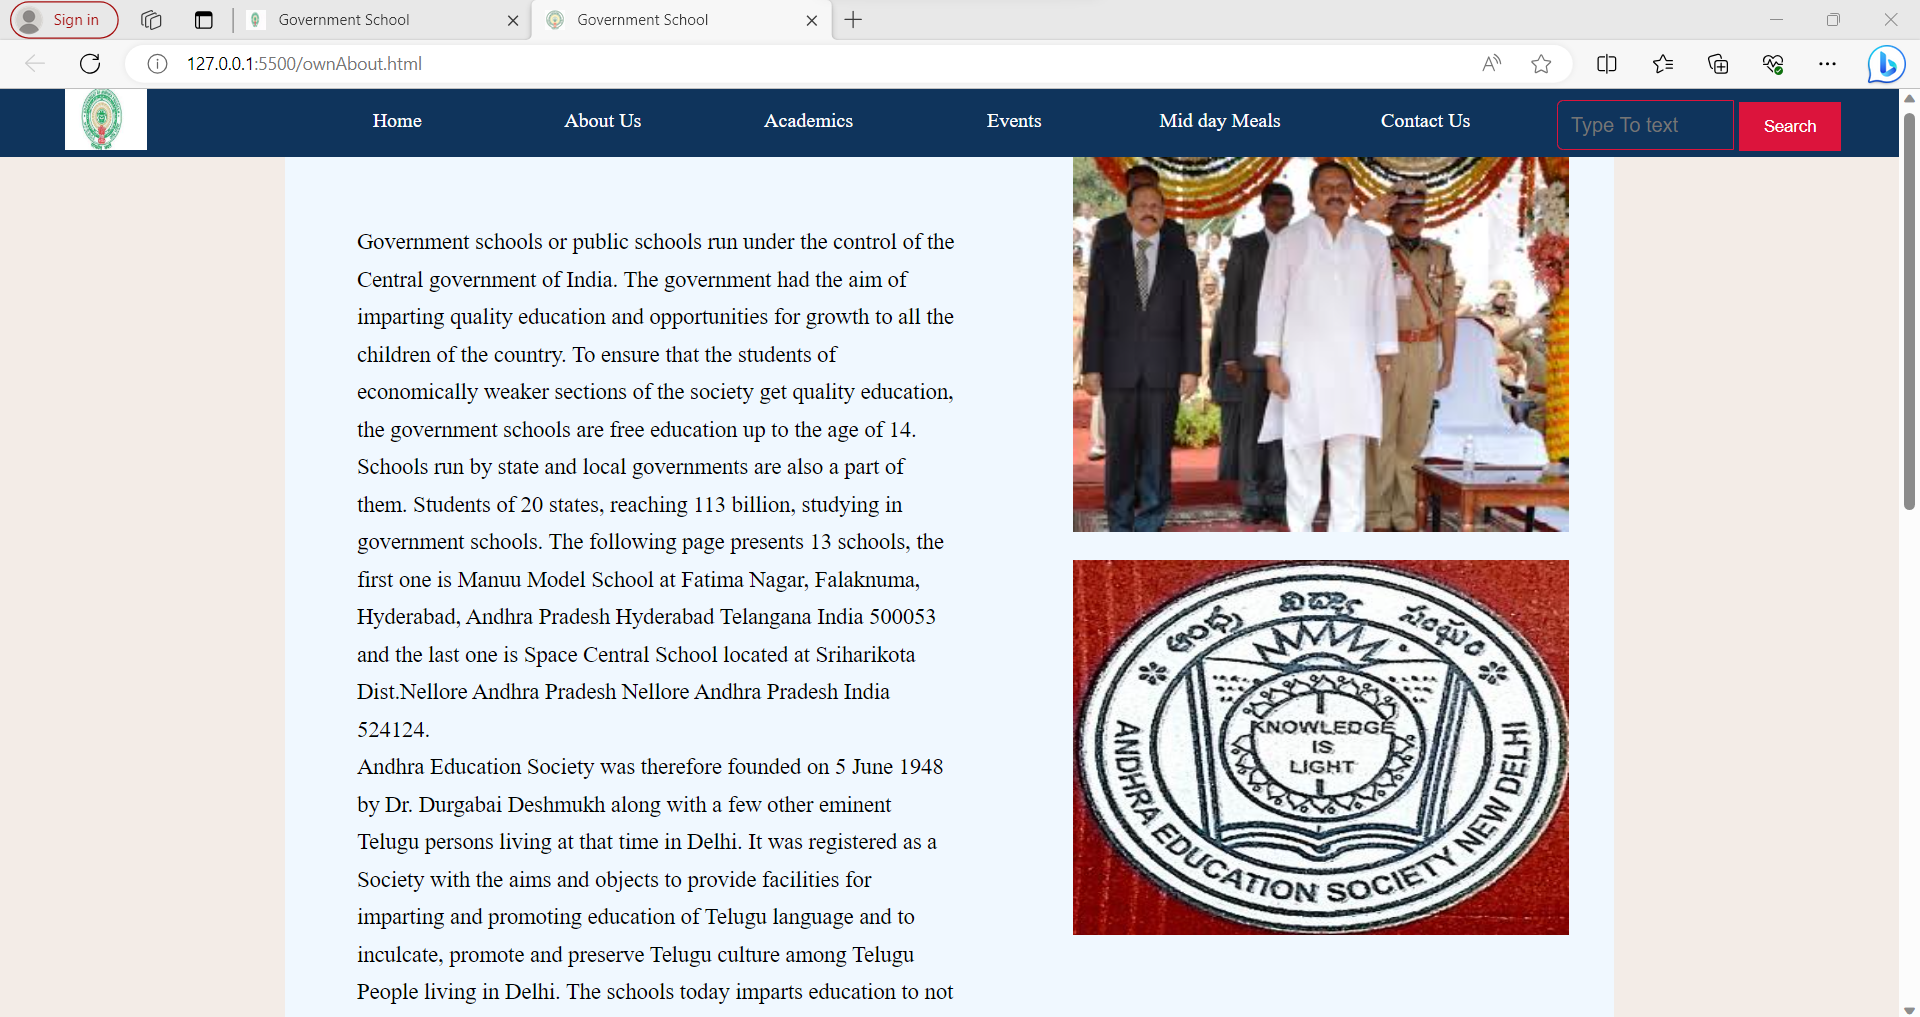 Sign in
Government School
Government School
127.0.0.1:5500/ownAbout.html
Home
About Us
Academics
Events
Mid day Meals
Contact Us
Type To text
Search
Government schools or public schools run under the control of the
Central government of India. The government had the aim of
imparting quality education and opportunities for growth to all the
children of the country. To ensure that the students of
economically weaker sections of the society get quality education,
the government schools are free education up to the age of 14.
Schools run by state and local governments are also a part of
them. Students of 20 states, reaching 113 billion, studying in
government schools. The following page presents 13 schools, the
first one is Manuu Model School at Fatima Nagar, Falaknuma,
Hyderabad, Andhra Pradesh Hyderabad Telangana India 500053
and the last one is Space Central School located at Sriharikota
Dist.Nellore Andhra Pradesh Nellore Andhra Pradesh India
524124.
Andhra Education Society was therefore founded on 5 June 1948
by Dr. Durgabai Deshmukh along with a few other eminent
Telugu persons living at that time in Delhi. It was registered as a
Society with the aims and objects to provide facilities for
imparting and promoting education of Telugu language and to
inculcate, promote and preserve Telugu culture among Telugu
People living in Delhi. The schools today imparts education to not
ఆంధ్ర విద్యా సంఘం
KNOWLEDGE
IS
LIGHT
ANDHRA EDUCATION SOCIETY NEW DELHI